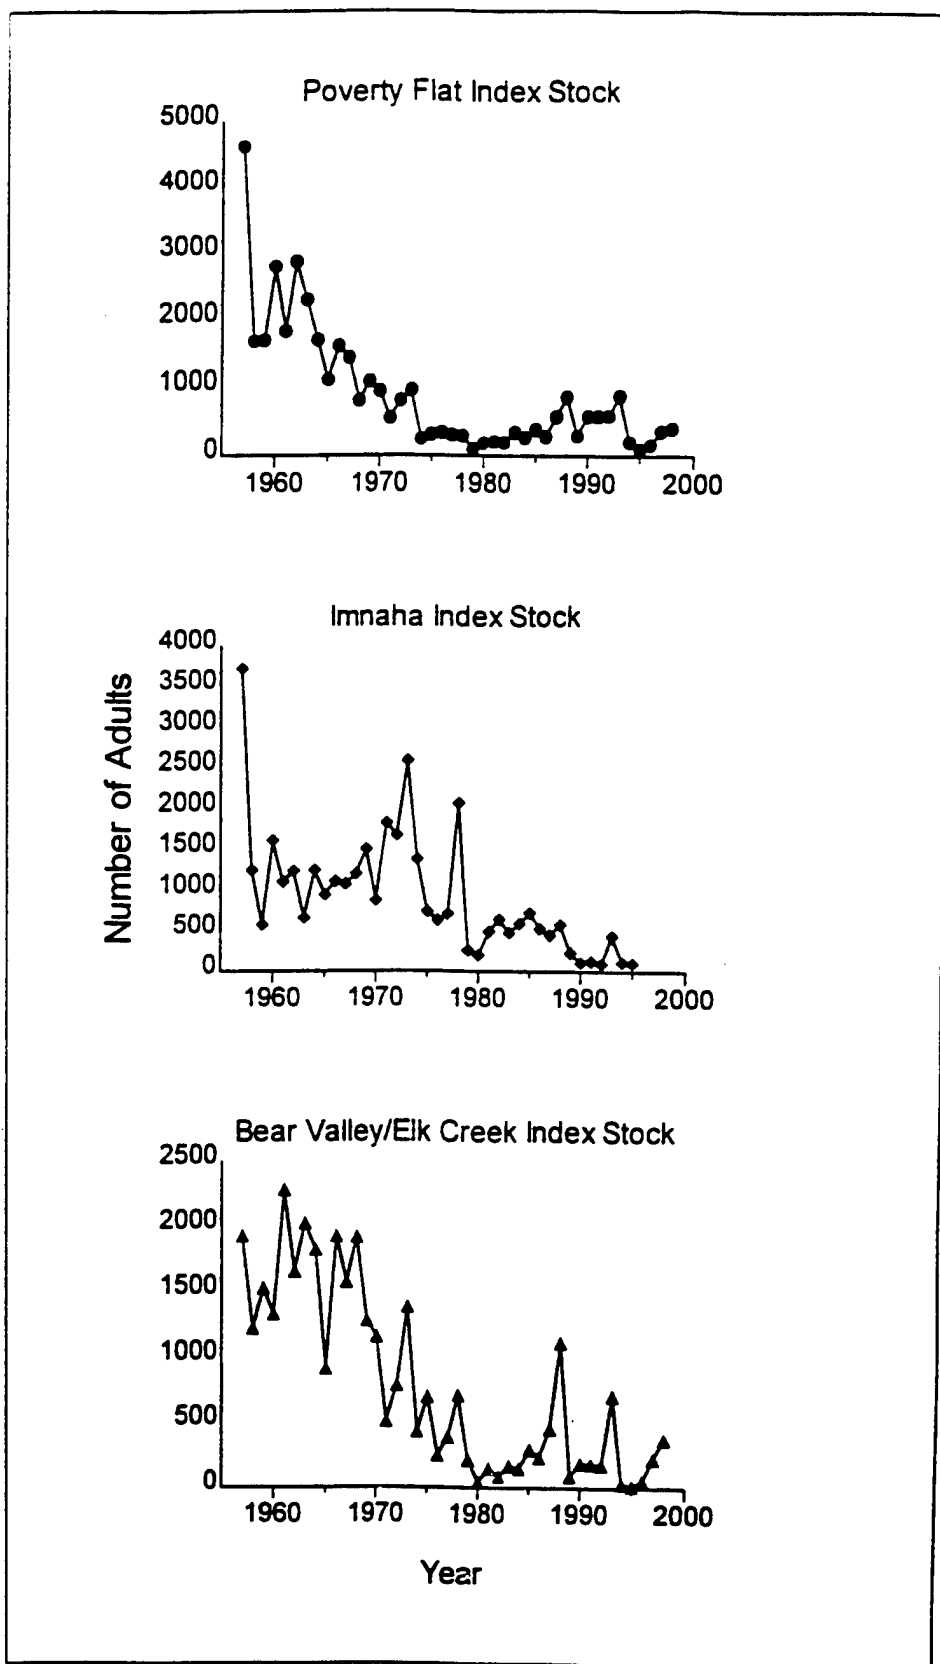 Poverty Flat Index Stock
5000
4000
3000
2000
1000
0
1960 1970 1980 1990 2000
Imnaha Index Stock
Number of Adults
4000
3500
3000
2500
2000
1500
1000
500
0
1960 1970 1980 1990 2000
Bear Valley/Elk Creek Index Stock
2500
2000
1500
1000
500
0
1960 1970 1980 1990 2000
Year